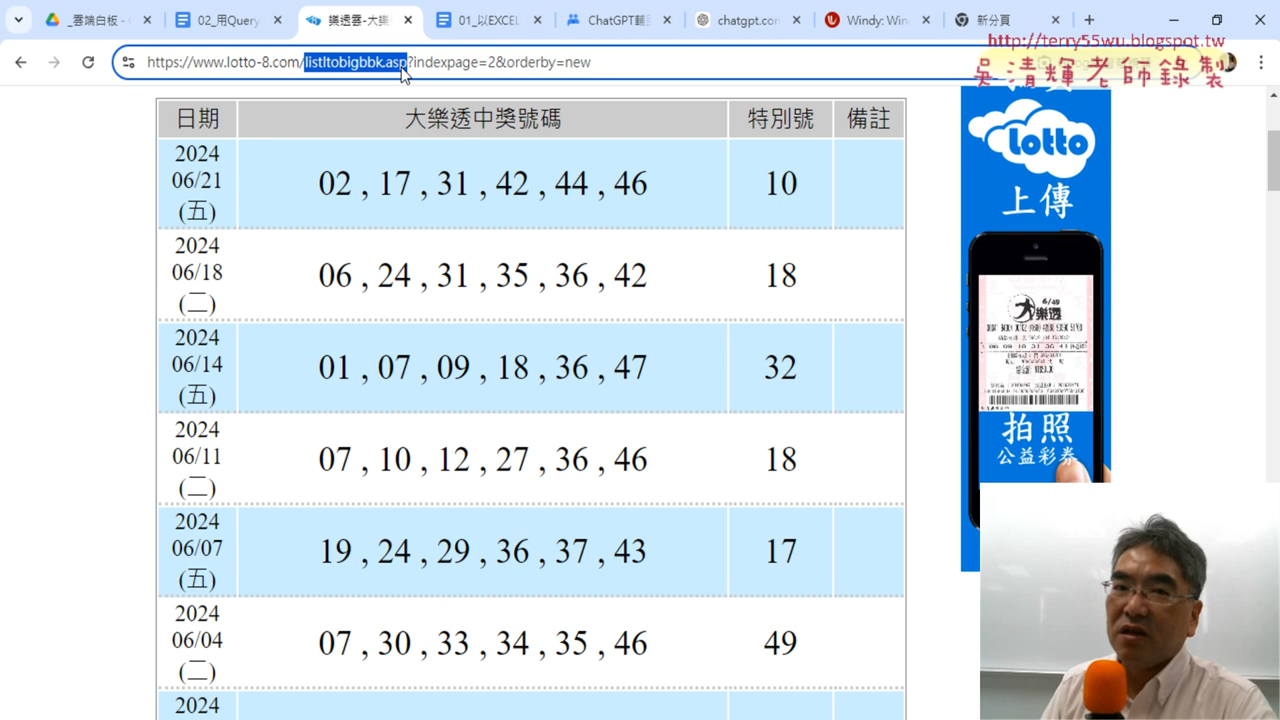 _雲端白板 -
02_用Query
樂透雲-大樂
01_以EXCEL
ChatGPT輔
chatgpt.con
Windy: Win
新分頁
https://www.lotto-8.com/listltobigbbk.asp?indexpage=2&orderby=new
http://terry55wu.blogspot.tw
吳清輝老師錄製
日期 大樂透中獎號碼 特別號 備註
2024
06/21
(五)
02 , 17 , 31 , 42 , 44 , 46 10
2024
06/18
(二)
06 , 24 , 31 , 35 , 36 , 42 18
2024
06/14
(五)
01 , 07 , 09 , 18 , 36 , 47 32
2024
06/11
(二)
07 , 10 , 12 , 27 , 36 , 46 18
2024
06/07
(五)
19 , 24 , 29 , 36 , 37 , 43 17
2024
06/04
(二)
07 , 30 , 33 , 34 , 35 , 46 49
2024
lotto
上傳
6/49
大樂透
拍照
公益彩券